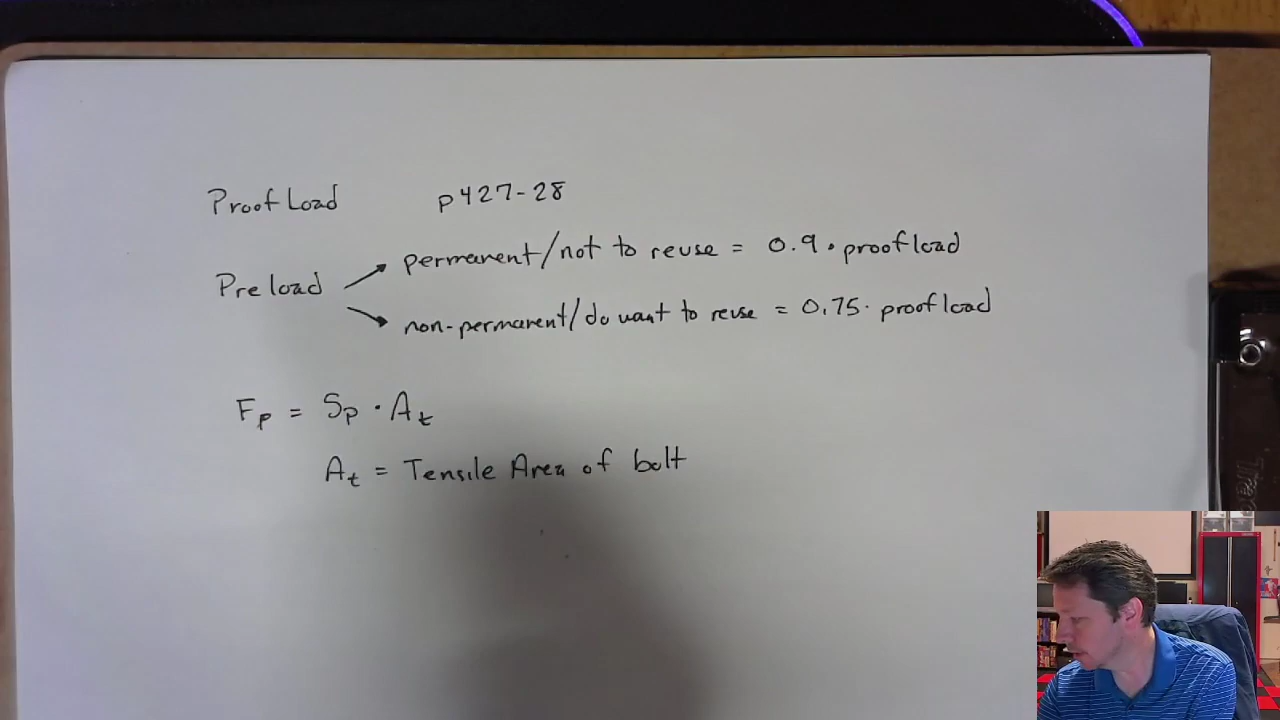 Proof Load p427-28
Preload
permanent/not to reuse = 0.9 · proof load
non-permanent/do want to reuse = 0.75 · proof load
Fp = Sp · At
At = Tensile Area of bolt